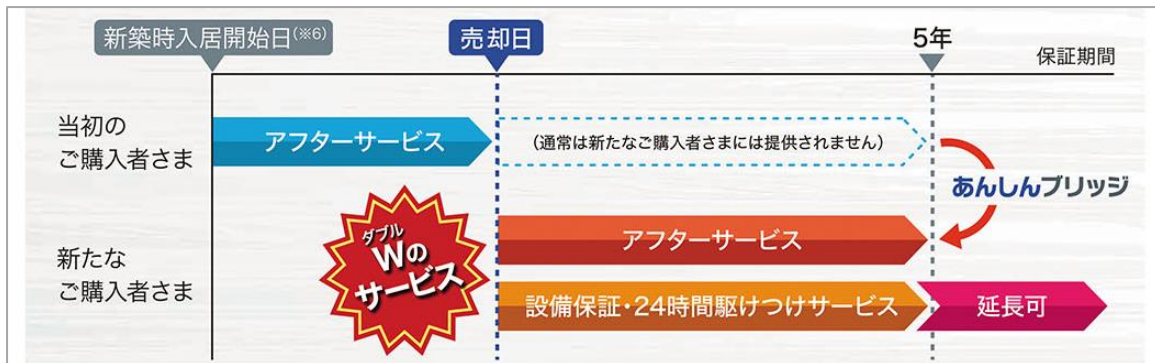 新築時入居開始日(※6)
売却日
5年
保証期間
当初の
ご購入者さま
アフターサービス
(通常は新たなご購入者さまには提供されません)
あんしんブリッジ
ダブル
Wの
サービス
新たな
ご購入者さま
アフターサービス
設備保証・24時間駆けつけサービス
延長可